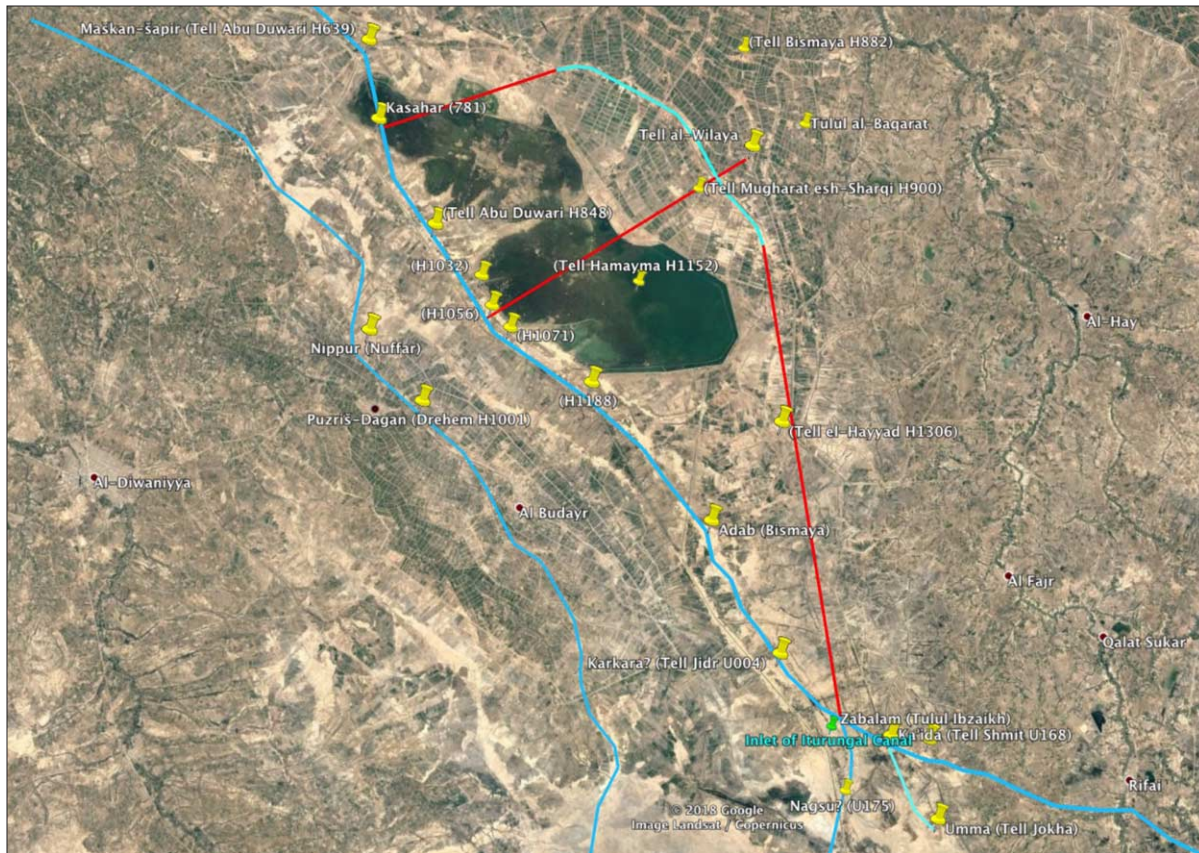 Maškan-šapir (Tell Abu Duwari H639)
(Tell Bismaya H882)
Kasahar (781)
Tulul al-Baqarat
Tell al-Wilaya
(Tell Mugharat esh-Sharqi H900)
(Tell Abu Duwari H848)
(H1032)
(Tell Hamayma H1152)
(H1056)
Al-Hay
(H1071)
Nippur (Nuffar)
(H1188)
Puzriš-Dagan (Drehem H1001)
(Tell el-Hayyad H1306)
Al-Diwaniyya
Al Budayr
Adab (Bismaya)
Al Fajr
Qalat Sukar
Karkara? (Tell Jidr U004)
Zabalam (Tulul Ibzaikh)
Ka'ida (Tell Shmit U168)
Inlet of Iturungal Canal
Rifai
Nagsu? (U175)
© 2018 Google
Image Landsat / Copernicus
Umma (Tell Jokha)